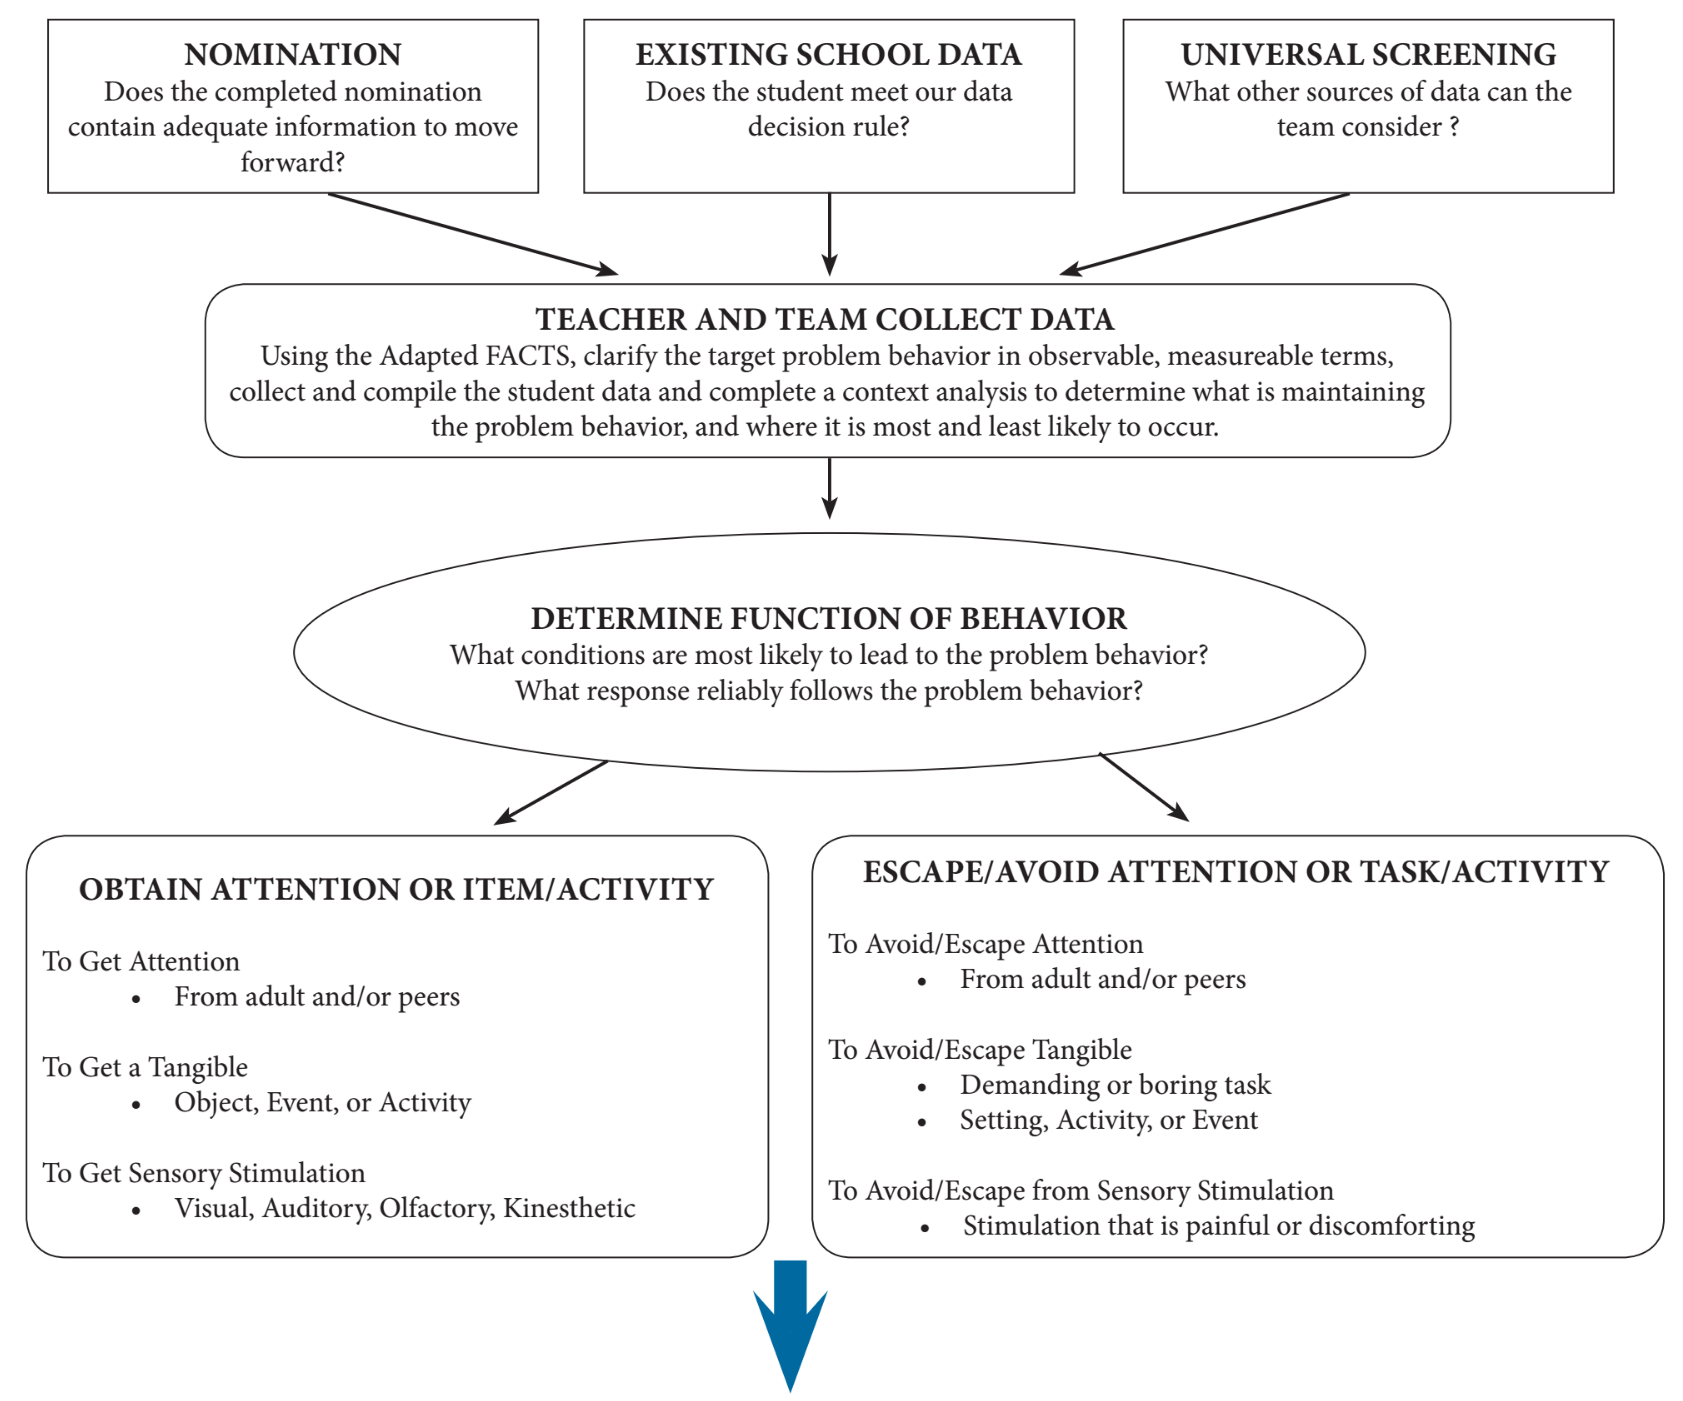 NOMINATION
Does the completed nomination
contain adequate information to move
forward?
EXISTING SCHOOL DATA
Does the student meet our data
decision rule?
UNIVERSAL SCREENING
What other sources of data can the
team consider ?
TEACHER AND TEAM COLLECT DATA
Using the Adapted FACTS, clarify the target problem behavior in observable, measureable terms,
collect and compile the student data and complete a context analysis to determine what is maintaining
the problem behavior, and where it is most and least likely to occur.
DETERMINE FUNCTION OF BEHAVIOR
What conditions are most likely to lead to the problem behavior?
What response reliably follows the problem behavior?
OBTAIN ATTENTION OR ITEM/ACTIVITY
To Get Attention
• From adult and/or peers
To Get a Tangible
• Object, Event, or Activity
To Get Sensory Stimulation
• Visual, Auditory, Olfactory, Kinesthetic
ESCAPE/AVOID ATTENTION OR TASK/ACTIVITY
To Avoid/Escape Attention
• From adult and/or peers
To Avoid/Escape Tangible
• Demanding or boring task
• Setting, Activity, or Event
To Avoid/Escape from Sensory Stimulation
• Stimulation that is painful or discomforting